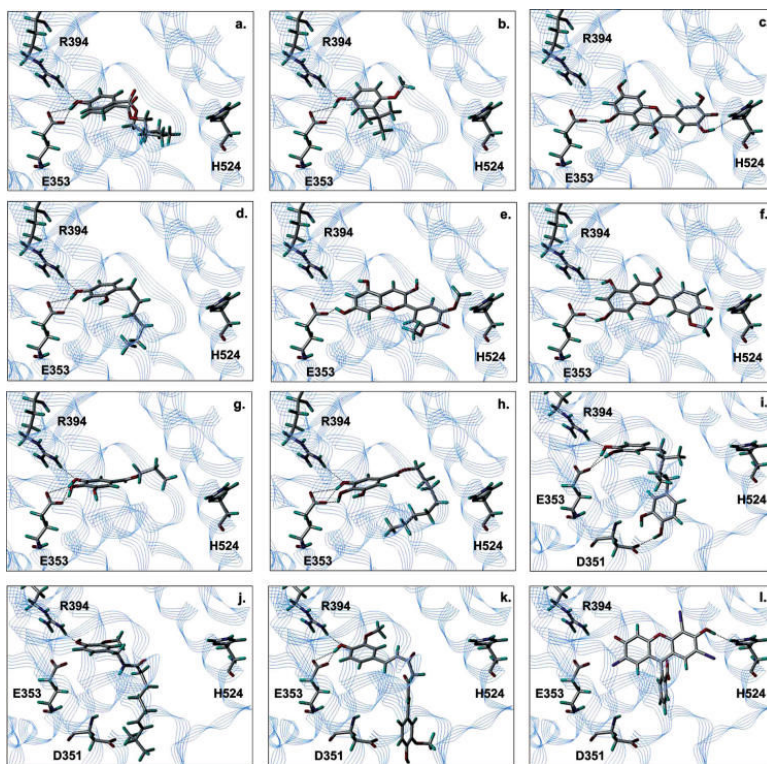 a.
R394
H524
E353
b.
R394
H524
E353
c.
R394
H524
E353
d.
R394
H524
E353
e.
R394
H524
E353
f.
R394
H524
E353
g.
R394
H524
E353
h.
R394
H524
E353
i.
R394
E353
H524
D351
j.
R394
E353
H524
D351
k.
R394
E353
H524
D351
l.
R394
E353
H524
D351